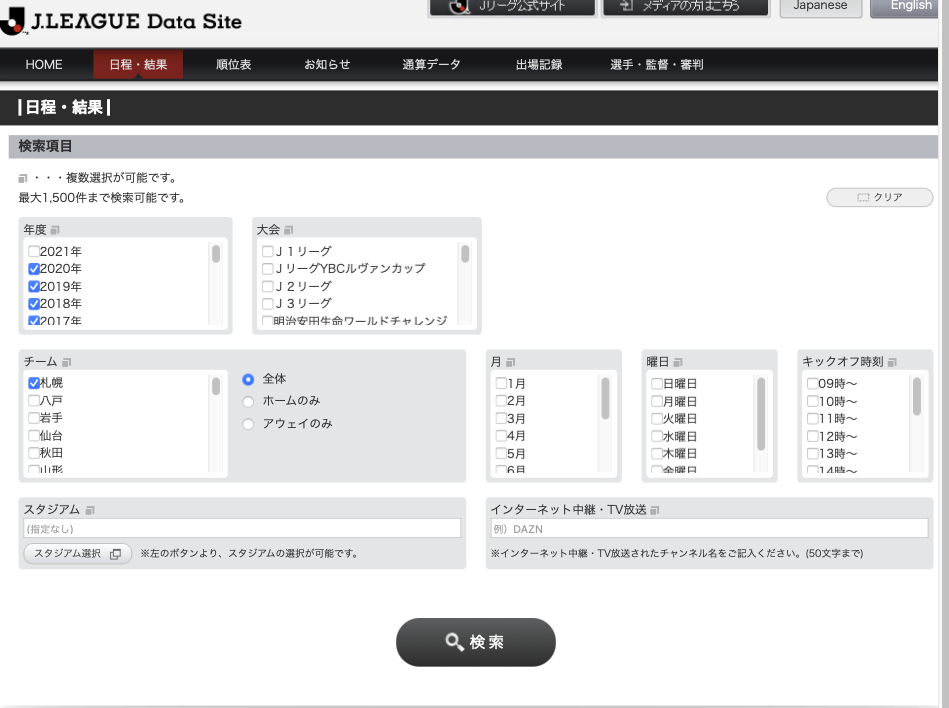 J.LEAGUE Data Site
Jリーグ公式サイト
メディアの方はこちら
Japanese
English
HOME 日程・結果 順位表 お知らせ 通算データ 出場記録 選手・監督・審判
日程・結果
検索項目
・・・複数選択が可能です。
最大1,500件まで検索可能です。
クリア
年度
2021年
2020年
2019年
2018年
2017年
大会
Ｊ１リーグ
ＪリーグYBCルヴァンカップ
Ｊ２リーグ
Ｊ３リーグ
明治安田生命ワールドチャレンジ
チーム
札幌
八戸
岩手
仙台
秋田
山形
全体
ホームのみ
アウェイのみ
月
1月
2月
3月
4月
5月
6月
曜日
日曜日
月曜日
火曜日
水曜日
木曜日
金曜日
キックオフ時刻
09時〜
10時〜
11時〜
12時〜
13時〜
14時〜
スタジアム
(指定なし)
スタジアム選択 ※左のボタンより、スタジアムの選択が可能です。
インターネット中継・TV放送
例）DAZN
※インターネット中継・TV放送されたチャンネル名をご記入ください。(50文字まで)
検索